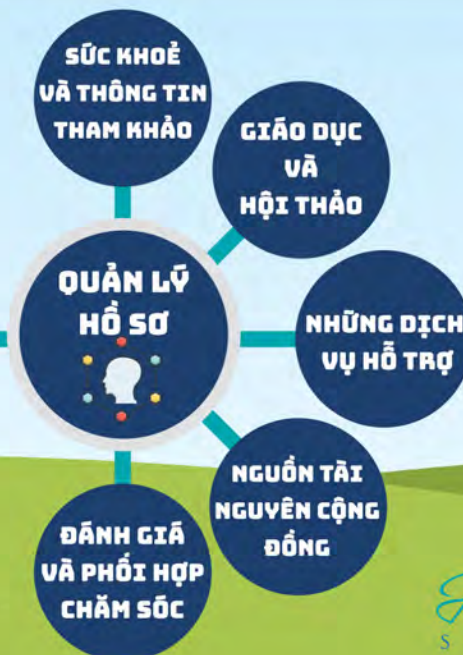 SỨC KHOẺ
VÀ THÔNG TIN
THAM KHẢO
GIÁO DỤC
VÀ
HỘI THẢO
QUẢN LÝ
HỒ SƠ
NHỮNG DỊCH
VỤ HỖ TRỢ
NGUỒN TÀI
NGUYÊN CỘNG
ĐỒNG
ĐÁNH GIÁ
VÀ PHỐI HỢP
CHĂM SÓC
S